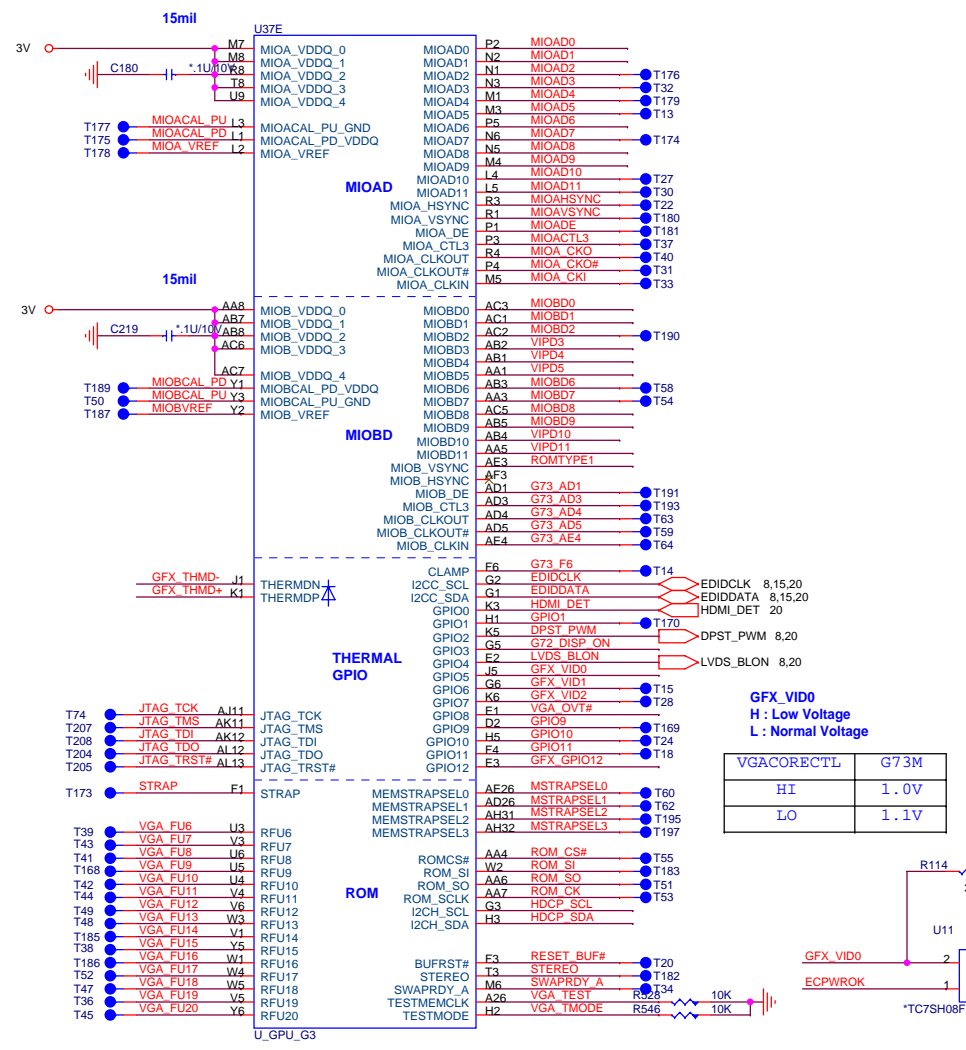 15mil
U37E
3V
M7 MIOA_VDDQ_0
M8 MIOA_VDDQ_1
R8 MIOA_VDDQ_2
T8 MIOA_VDDQ_3
U9 MIOA_VDDQ_4
C180 *.1U/10V
T177 MIOACAL_PU L3 MIOACAL_PU_GND
T175 MIOACAL_PD L1 MIOACAL_PD_VDDQ
T178 MIOA_VREF L2 MIOA_VREF
MIOAD
MIOAD0 P2 MIOAD0
MIOAD1 N2 MIOAD1
MIOAD2 N1 MIOAD2 T176
MIOAD3 N3 MIOAD3 T32
MIOAD4 M1 MIOAD4 T179
MIOAD5 M3 MIOAD5 T13
MIOAD6 P5 MIOAD6
MIOAD7 N6 MIOAD7 T174
MIOAD8 N5 MIOAD8
MIOAD9 M4 MIOAD9
MIOAD10 L4 MIOAD10 T27
MIOAD11 L5 MIOAD11 T30
MIOA_HSYNC R3 MIOAHSYNC T22
MIOA_VSYNC R1 MIOAVSYNC T180
MIOA_DE P1 MIOADE T181
MIOA_CTL3 P3 MIOACTL3 T37
MIOA_CLKOUT R4 MIOA_CKO T40
MIOA_CLKOUT# P4 MIOA_CKO# T31
MIOA_CLKIN M5 MIOA_CKI T33
15mil
3V
AA8 MIOB_VDDQ_0
AB7 MIOB_VDDQ_1
AB8 MIOB_VDDQ_2
AC6 MIOB_VDDQ_3
AC7 MIOB_VDDQ_4
C219 *.1U/10V
T189 MIOBCAL_PD Y1 MIOBCAL_PD_VDDQ
T50 MIOBCAL_PU Y3 MIOBCAL_PU_GND
T187 MIOBVREF Y2 MIOB_VREF
MIOBD
MIOBD0 AC3 MIOBD0
MIOBD1 AC1 MIOBD1
MIOBD2 AC2 MIOBD2 T190
MIOBD3 AB2 VIPD3
MIOBD4 AB1 VIPD4
MIOBD5 AA1 VIPD5
MIOBD6 AB3 MIOBD6 T58
MIOBD7 AA3 MIOBD7 T54
MIOBD8 AC5 MIOBD8
MIOBD9 AB5 MIOBD9
MIOBD10 AB4 VIPD10
MIOBD11 AA5 VIPD11
MIOB_VSYNC AE3 ROMTYPE1
MIOB_HSYNC AF3
MIOB_DE AD1 G73_AD1 T191
MIOB_CTL3 AD3 G73_AD3 T193
MIOB_CLKOUT AD4 G73_AD4 T63
MIOB_CLKOUT# AD5 G73_AD5 T59
MIOB_CLKIN AE4 G73_AE4 T64
GFX_THMD- J1 THERMDN
GFX_THMD+ K1 THERMDP
THERMAL
GPIO
CLAMP F6 G73_F6 T14
I2CC_SCL G2 EDIDCLK EDIDCLK 8,15,20
I2CC_SDA G1 EDIDDATA EDIDDATA 8,15,20
GPIO0 K3 HDMI_DET HDMI_DET 20
GPIO1 H1 GPIO1 T170
GPIO2 K5 DPST_PWM DPST_PWM 8,20
GPIO3 G5 G72_DISP_ON
GPIO4 E2 LVDS_BLON LVDS_BLON 8,20
GPIO5 J5 GFX_VID0
GPIO6 G6 GFX_VID1 T15
GPIO7 K6 GFX_VID2 T28
GPIO8 E1 VGA_OVT#
GPIO9 D2 GPIO9 T169
GPIO10 H5 GPIO10 T24
GPIO11 F4 GPIO11 T18
GPIO12 E3 GFX_GPIO12
T74 JTAG_TCK AJ11 JTAG_TCK
T207 JTAG_TMS AK11 JTAG_TMS
T208 JTAG_TDI AK12 JTAG_TDI
T204 JTAG_TDO AL12 JTAG_TDO
T205 JTAG_TRST# AL13 JTAG_TRST#
GFX_VID0
H : Low Voltage
L : Normal Voltage
VGACORECTL G73M
HI 1.0V
LO 1.1V
T173 STRAP F1 STRAP
MEMSTRAPSEL0 AE26 MSTRAPSEL0 T60
MEMSTRAPSEL1 AD26 MSTRAPSEL1 T62
MEMSTRAPSEL2 AH31 MSTRAPSEL2 T195
MEMSTRAPSEL3 AH32 MSTRAPSEL3 T197
T39 VGA_FU6 U3 RFU6
T43 VGA_FU7 V3 RFU7
T41 VGA_FU8 U6 RFU8
T168 VGA_FU9 U5 RFU9
T42 VGA_FU10 U4 RFU10
T44 VGA_FU11 V4 RFU11
T49 VGA_FU12 V6 RFU12
T48 VGA_FU13 W3 RFU13
T185 VGA_FU14 V1 RFU14
T38 VGA_FU15 Y5 RFU15
T186 VGA_FU16 W1 RFU16
T52 VGA_FU17 W4 RFU17
T47 VGA_FU18 W5 RFU18
T36 VGA_FU19 V5 RFU19
T45 VGA_FU20 Y6 RFU20
ROM
ROMCS# AA4 ROM_CS# T55
ROM_SI W2 ROM_SI T183
ROM_SO AA6 ROM_SO T51
ROM_SCLK AA7 ROM_CK T53
I2CH_SCL G3 HDCP_SCL
I2CH_SDA H3 HDCP_SDA
BUFRST# F3 RESET_BUF# T20
STEREO T3 STEREO T182
SWAPRDY_A M6 SWAPRDY_A T34
TESTMEMCLK A26 VGA_TEST R528 10K
TESTMODE H2 VGA_TMODE R546 10K
U_GPU_G3
R114
U11
GFX_VID0 2
ECPWROK 1
*TC7SH08F